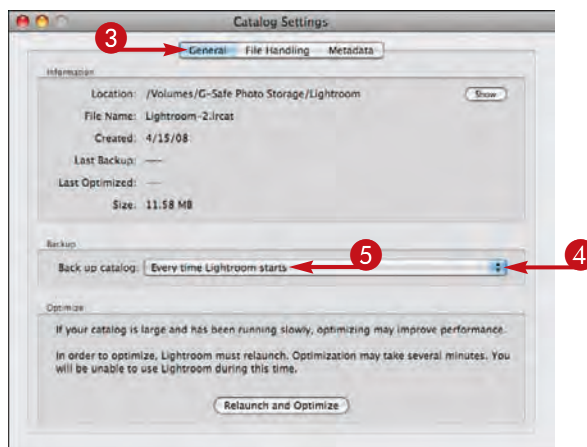 Catalog Settings
3
General File Handling Metadata
Information
Location: /Volumes/G-Safe Photo Storage/Lightroom Show
File Name: Lightroom-2.lrcat
Created: 4/15/08
Last Backup: ----
Last Optimized: ----
Size: 11.58 MB
Backup
Back up catalog: Every time Lightroom starts 5 4
Optimize
If your catalog is large and has been running slowly, optimizing may improve performance.
In order to optimize, Lightroom must relaunch. Optimization may take several minutes. You
will be unable to use Lightroom during this time.
Relaunch and Optimize